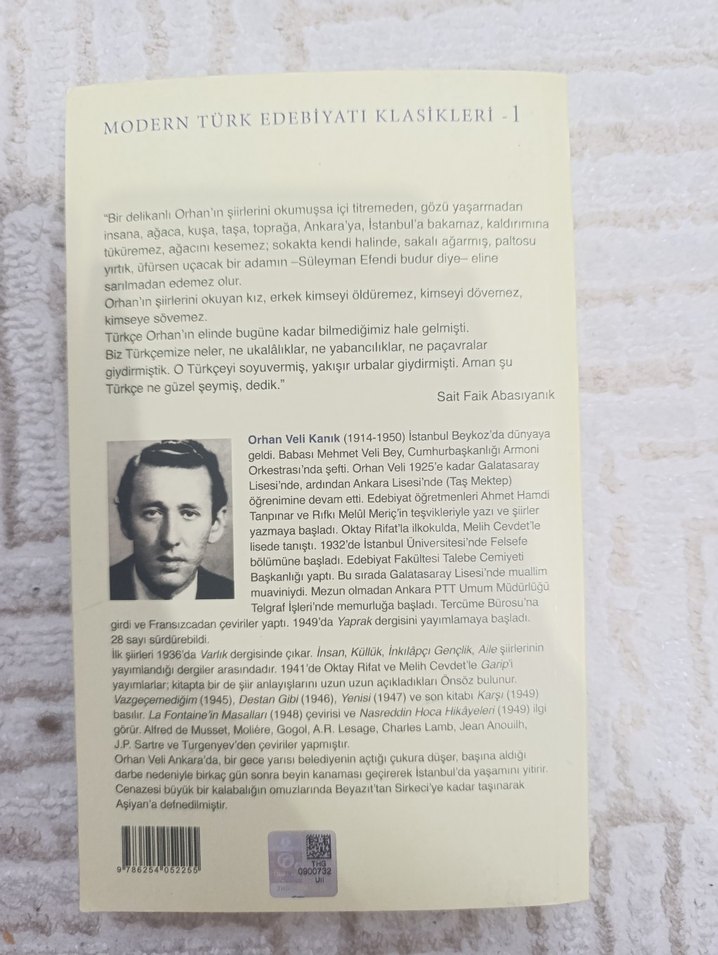 MODERN TÜRK EDEBİYATI KLASİKLERİ - 1
"Bir delikanlı Orhan'ın şiirlerini okumuşsa içi titremeden, gözü yaşarmadan
insana, ağaca, kuşa, taşa, toprağa, Ankara'ya, İstanbul'a bakamaz, kaldırımına
tüküremez, ağacını kesemez; sokakta kendi halinde, sakalı ağarmış, paltosu
yırtık, üfürsen uçacak bir adamın –Süleyman Efendi budur diye– eline
sarılmadan edemez olur.
Orhan'ın şiirlerini okuyan kız, erkek kimseyi öldüremez, kimseyi dövemez,
kimseye sövemez.
Türkçe Orhan'ın elinde bugüne kadar bilmediğimiz hale gelmişti.
Biz Türkçemize neler, ne ukalâlıklar, ne yabancılıklar, ne paçavralar
giydirmiştik. O Türkçeyi soyuvermiş, yakışır urbalar giydirmişti. Aman şu
Türkçe ne güzel şeymiş, dedik."
Sait Faik Abasıyanık
Orhan Veli Kanık (1914-1950) İstanbul Beykoz'da dünyaya
geldi. Babası Mehmet Veli Bey, Cumhurbaşkanlığı Armoni
Orkestrası'nda şefti. Orhan Veli 1925'e kadar Galatasaray
Lisesi'nde, ardından Ankara Lisesi'nde (Taş Mektep)
öğrenimine devam etti. Edebiyat öğretmenleri Ahmet Hamdi
Tanpınar ve Rıfkı Melûl Meriç'in teşvikleriyle yazı ve şiirler
yazmaya başladı. Oktay Rifat'la ilkokulda, Melih Cevdet'le
lisede tanıştı. 1932'de İstanbul Üniversitesi'nde Felsefe
bölümüne başladı. Edebiyat Fakültesi Talebe Cemiyeti
Başkanlığı yaptı. Bu sırada Galatasaray Lisesi'nde muallim
muaviniydi. Mezun olmadan Ankara PTT Umum Müdürlüğü
Telgraf İşleri'nde memurluğa başladı. Tercüme Bürosu'na
girdi ve Fransızcadan çeviriler yaptı. 1949'da Yaprak dergisini yayımlamaya başladı.
28 sayı sürdürebildi.
İlk şiirleri 1936'da Varlık dergisinde çıkar. İnsan, Küllük, İnkılâpçı Gençlik, Aile şiirlerinin
yayımlandığı dergiler arasındadır. 1941'de Oktay Rifat ve Melih Cevdet'le Garip'i
yayımlarlar; kitapta bir de şiir anlayışlarını uzun uzun açıkladıkları Önsöz bulunur.
Vazgeçemediğim (1945), Destan Gibi (1946), Yenisi (1947) ve son kitabı Karşı (1949)
basılır. La Fontaine'in Masalları (1948) çevirisi ve Nasreddin Hoca Hikâyeleri (1949) ilgi
görür. Alfred de Musset, Molière, Gogol, A.R. Lesage, Charles Lamb, Jean Anouilh,
J.P. Sartre ve Turgenyev'den çeviriler yapmıştır.
Orhan Veli Ankara'da, bir gece yarısı belediyenin açtığı çukura düşer, başına aldığı
darbe nedeniyle birkaç gün sonra beyin kanaması geçirerek İstanbul'da yaşamını yitirir.
Cenazesi büyük bir kalabalığın omuzlarında Beyazıt'tan Sirkeci'ye kadar taşınarak
Aşiyan'a defnedilmiştir.
9 786254 052255
THG
0900732